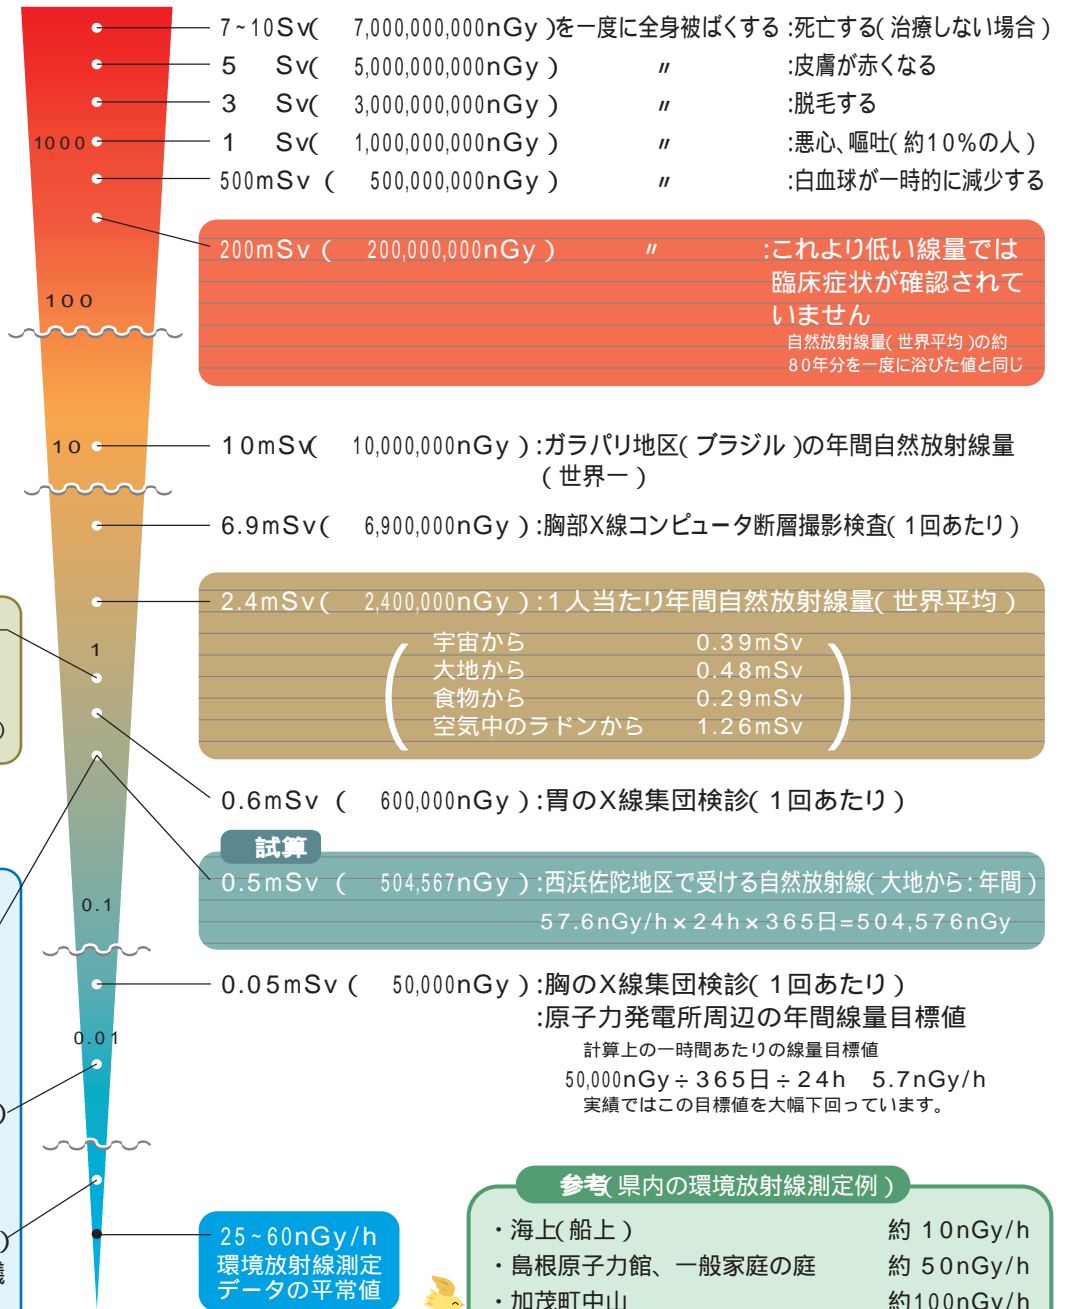 7~10Sv( 7,000,000,000nGy )を一度に全身被ばくする :死亡する( 治療しない場合 )
5 Sv( 5,000,000,000nGy ) 〃 :皮膚が赤くなる
3 Sv( 3,000,000,000nGy ) 〃 :脱毛する
1000
1 Sv( 1,000,000,000nGy ) 〃 :悪心、嘔吐( 約10%の人 )
500mSv ( 500,000,000nGy ) 〃 :白血球が一時的に減少する
200mSv ( 200,000,000nGy ) 〃 :これより低い線量では
臨床症状が確認されて
いません
自然放射線量( 世界平均 )の約
80年分を一度に浴びた値と同じ
100
10
10mSv( 10,000,000nGy ) :ガラパリ地区( ブラジル )の年間自然放射線量
( 世界一 )
6.9mSv( 6,900,000nGy ) :胸部X線コンピュータ断層撮影検査( 1回あたり )
2.4mSv( 2,400,000nGy ) :1人当たり年間自然放射線量( 世界平均 )
宇宙から 0.39mSv
大地から 0.48mSv
食物から 0.29mSv
空気中のラドンから 1.26mSv
1
)
0.6mSv ( 600,000nGy ) :胃のX線集団検診( 1回あたり )
試算
0.5mSv ( 504,567nGy ) :西浜佐陀地区で受ける自然放射線( 大地から : 年間 )
57.6nGy/h×24h×365日=504,576nGy
0.1
0.05mSv ( 50,000nGy ) :胸のX線集団検診( 1回あたり )
:原子力発電所周辺の年間線量目標値
計算上の一時間あたりの線量目標値
50,000nGy÷365日÷24h 5.7nGy/h
実績ではこの目標値を大幅下回っています。
0.01
)
)
25~60nGy/h
環境放射線測定
データの平常値
参考( 県内の環境放射線測定例 )
・海上( 船上 ) 約 10nGy/h
・島根原子力館、一般家庭の庭 約 50nGy/h
・加茂町中山 約100nGy/h